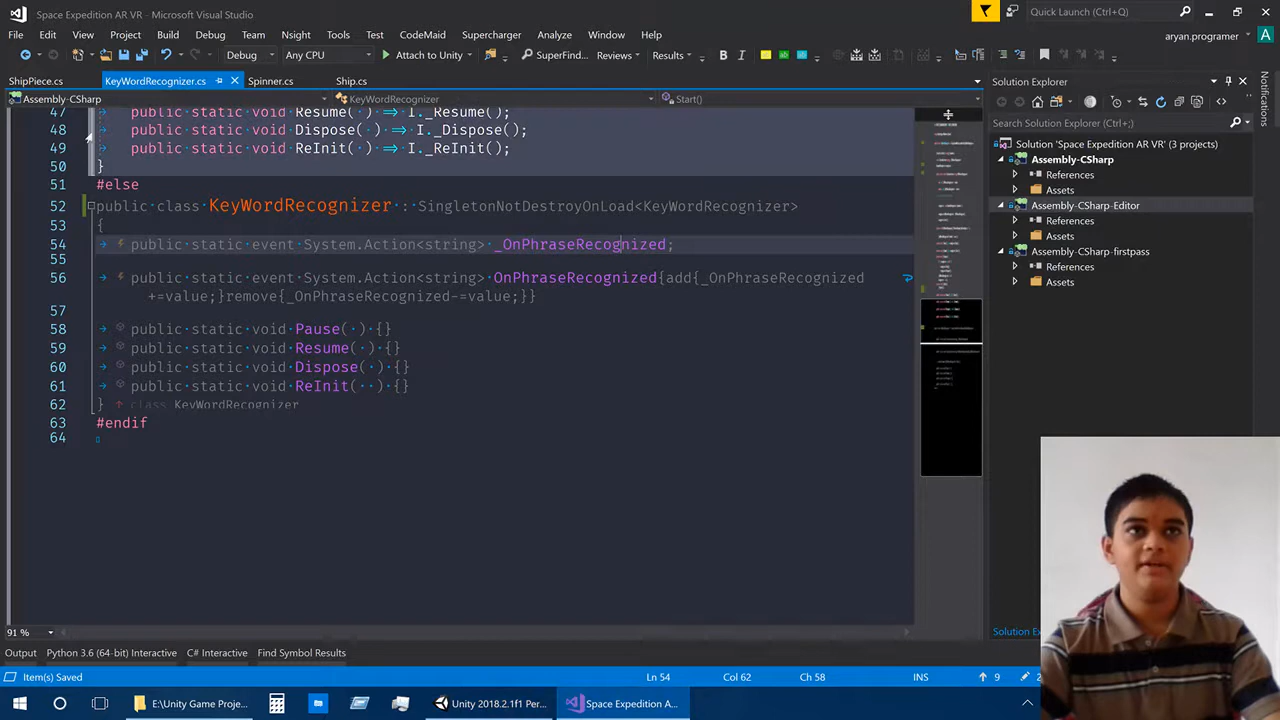 Space Expedition AR VR - Microsoft Visual Studio
Quick Launch (Ctrl+Q)
File Edit View Project Build Debug Team Nsight Tools Test CodeMaid Supercharger Analyze Window Help
aryan.programer A
Debug Any CPU Attach to Unity SuperFind... Review Results B I
ShipPiece.cs KeyWordRecognizer.cs Spinner.cs Ship.cs
Solution Explorer
Notifications
Assembly-CSharp KeyWordRecognizer Start()
Search Solution Explorer (Ctrl+;)
47 public static void Resume( · ) => I._Resume();
48 public static void Dispose( · ) => I._Dispose();
49 public static void ReInit( · ) => I._ReInit();
50 }
51 #else
52 public class KeyWordRecognizer : SingletonNotDestroyOnLoad<KeyWordRecognizer>
53 {
54 public static event System.Action<string> _OnPhraseRecognized;
55
56 public static event System.Action<string> OnPhraseRecognized{add{_OnPhraseRecognized
+=value;}remove{_OnPhraseRecognized-=value;}}
57
58 public static void Pause( · ) {}
59 public static void Resume( · ) {}
60 public static void Dispose( · ) {}
61 public static void ReInit( ·· ) {}
62 } class KeyWordRecognizer
63 #endif
64
Solution 'Space Expedition AR VR' (3 projects)
Assembly-CSharp
References
Assets
Assembly-CSharp-Editor
References
Assets
Assembly-CSharp-firstpass
References
Assets
91 %
Solution Ex
Output Python 3.6 (64-bit) Interactive C# Interactive Find Symbol Results
Item(s) Saved Ln 54 Col 62 Ch 58 INS 9 2
E:\Unity Game Proje... Unity 2018.2.1f1 Per... Space Expedition A...